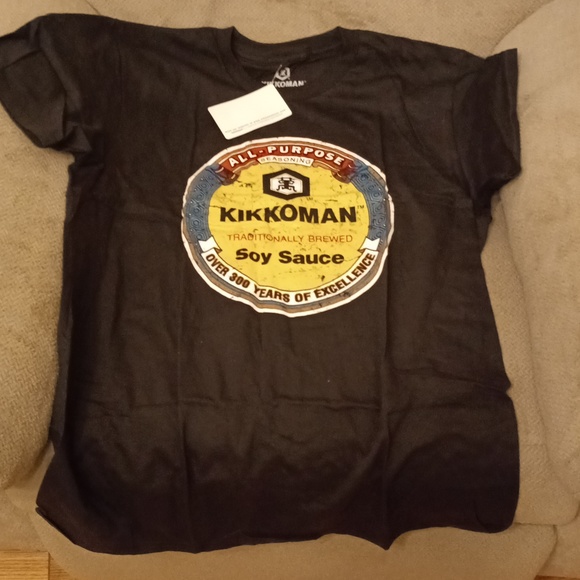 KIKKOMAN
ALL-PURPOSE
SEASONING
KIKKOMAN
TRADITIONALLY BREWED
Soy Sauce
OVER 300 YEARS OF EXCELLENCE